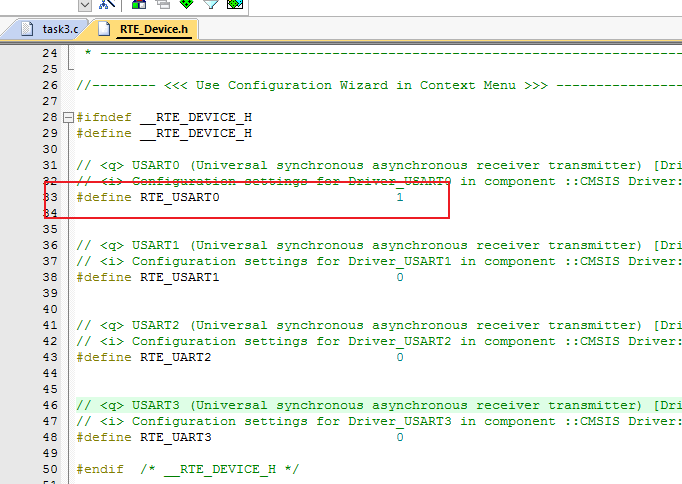 task3.c RTE_Device.h
24 * ----------------------------------------------------------------------
25
26 //-------- <<< Use Configuration Wizard in Context Menu >>> -----------------
27
28 #ifndef __RTE_DEVICE_H
29 #define __RTE_DEVICE_H
30
31 // <q> USART0 (Universal synchronous asynchronous receiver transmitter) [Dri
32 // <i> Configuration settings for Driver_USART0 in component ::CMSIS Driver:
33 #define RTE_USART0 1
34
35
36 // <q> USART1 (Universal synchronous asynchronous receiver transmitter) [Dri
37 // <i> Configuration settings for Driver_USART1 in component ::CMSIS Driver:
38 #define RTE_USART1 0
39
40
41 // <q> USART2 (Universal synchronous asynchronous receiver transmitter) [Dri
42 // <i> Configuration settings for Driver_USART2 in component ::CMSIS Driver:
43 #define RTE_UART2 0
44
45
46 // <q> USART3 (Universal synchronous asynchronous receiver transmitter) [Dri
47 // <i> Configuration settings for Driver_USART3 in component ::CMSIS Driver:
48 #define RTE_UART3 0
49
50 #endif /* __RTE_DEVICE_H */
51